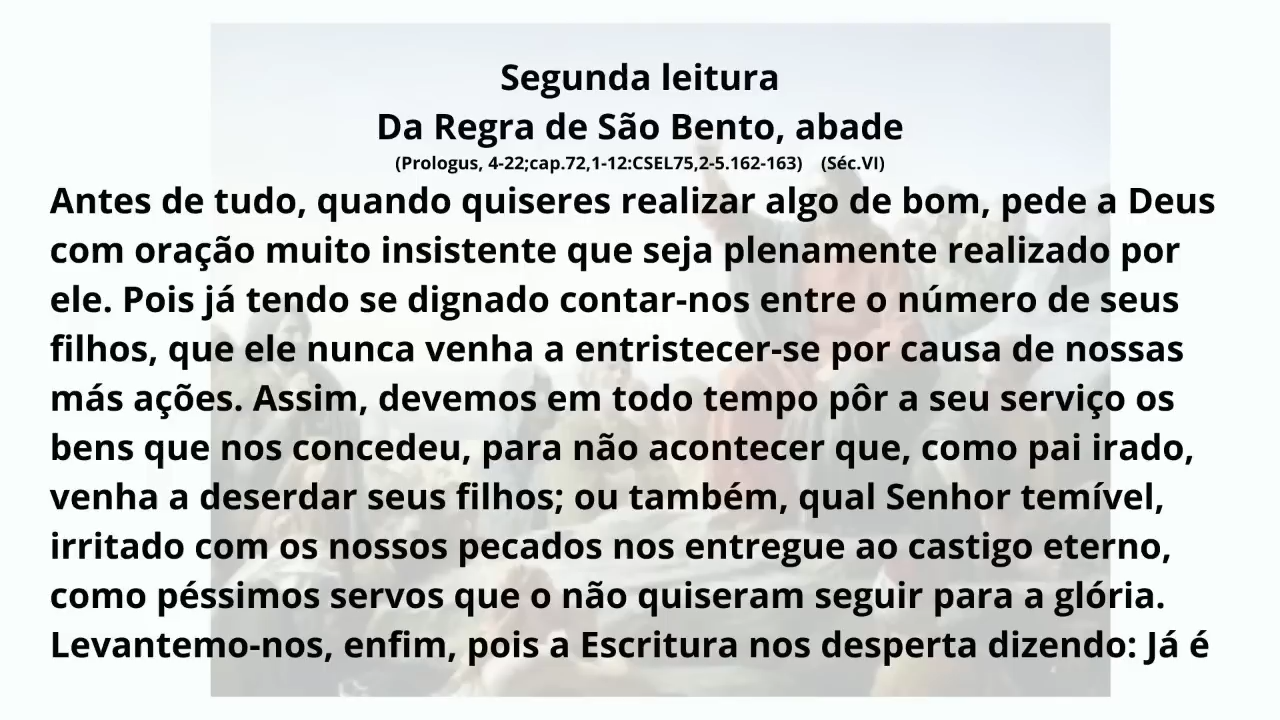 Segunda leitura
Da Regra de São Bento, abade
(Prologus, 4-22;cap.72,1-12:CSEL75,2-5.162-163) (Séc.VI)
Antes de tudo, quando quiseres realizar algo de bom, pede a Deus
com oração muito insistente que seja plenamente realizado por
ele. Pois já tendo se dignado contar-nos entre o número de seus
filhos, que ele nunca venha a entristecer-se por causa de nossas
más ações. Assim, devemos em todo tempo pôr a seu serviço os
bens que nos concedeu, para não acontecer que, como pai irado,
venha a deserdar seus filhos; ou também, qual Senhor temível,
irritado com os nossos pecados nos entregue ao castigo eterno,
como péssimos servos que o não quiseram seguir para a glória.
Levantemo-nos, enfim, pois a Escritura nos desperta dizendo: Já é